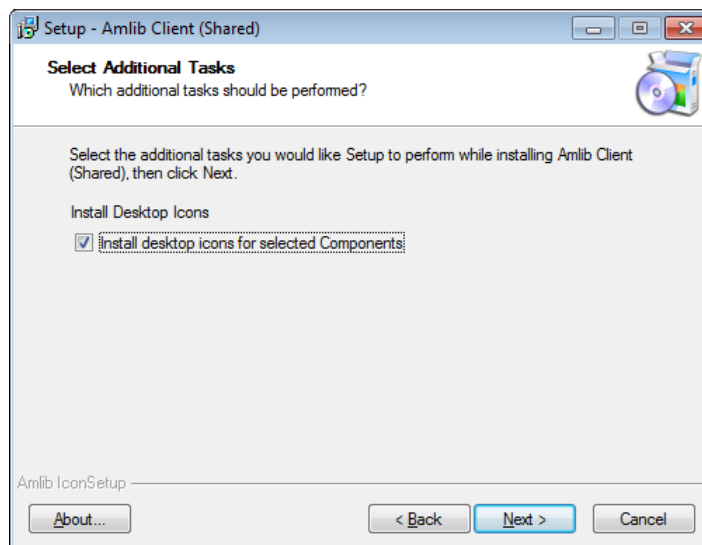 Setup - Amlib Client (Shared)
Select Additional Tasks
Which additional tasks should be performed?
Select the additional tasks you would like Setup to perform while installing Amlib Client
(Shared), then click Next.
Install Desktop Icons
Install desktop icons for selected Components
Amlib IconSetup
About...
< Back
Next >
Cancel